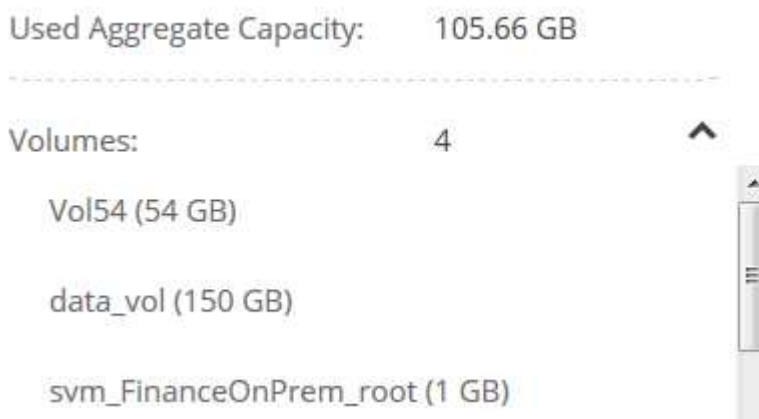 Used Aggregate Capacity: 105.66 GB
Volumes: 4
Vol54 (54 GB)
data_vol (150 GB)
svm_FinanceOnPrem_root (1 GB)